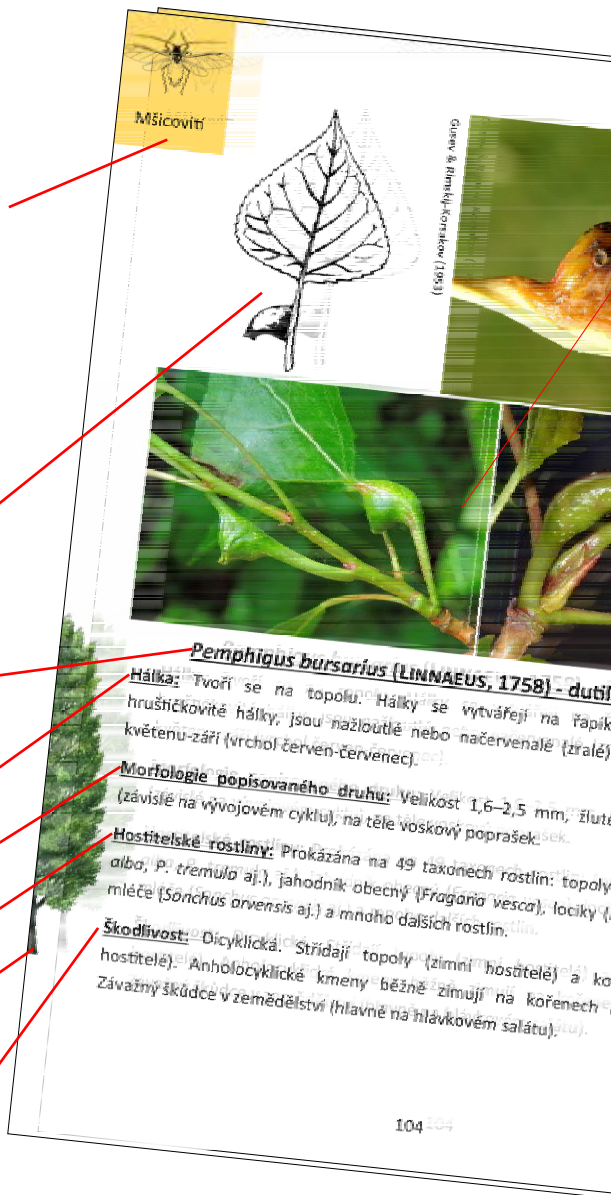 Mšicovití
Gusev & Rimskij-Korsakov (1953)
Pemphigus bursarius (LINNAEUS, 1758) - dutil
Hálka: Tvoří se na topolu. Hálky se vytvářejí na řapík
hruštičkovité hálky, jsou nažloutlé nebo načervenalé (zralé)
květenu-září (vrchol červen-červenec).
Morfologie popisovaného druhu: Velikost 1,6–2,5 mm, žluté
(závislé na vývojovém cyklu), na těle voskový poprašek.
Hostitelské rostliny: Prokázána na 49 taxonech rostlin: topoly
alba, P. tremula aj.), jahodník obecný (Fragaria vesca), lociky (
mléče (Sonchus arvensis aj.) a mnoho dalších rostlin.
Škodlivost: Dicyklická. Střídají topoly (zimní hostitelé) a ko
hostitelé). Anholocyklické kmeny běžně zimují na kořenech
Závažný škůdce v zemědělství (hlavně na hlávkovém salátu).
104